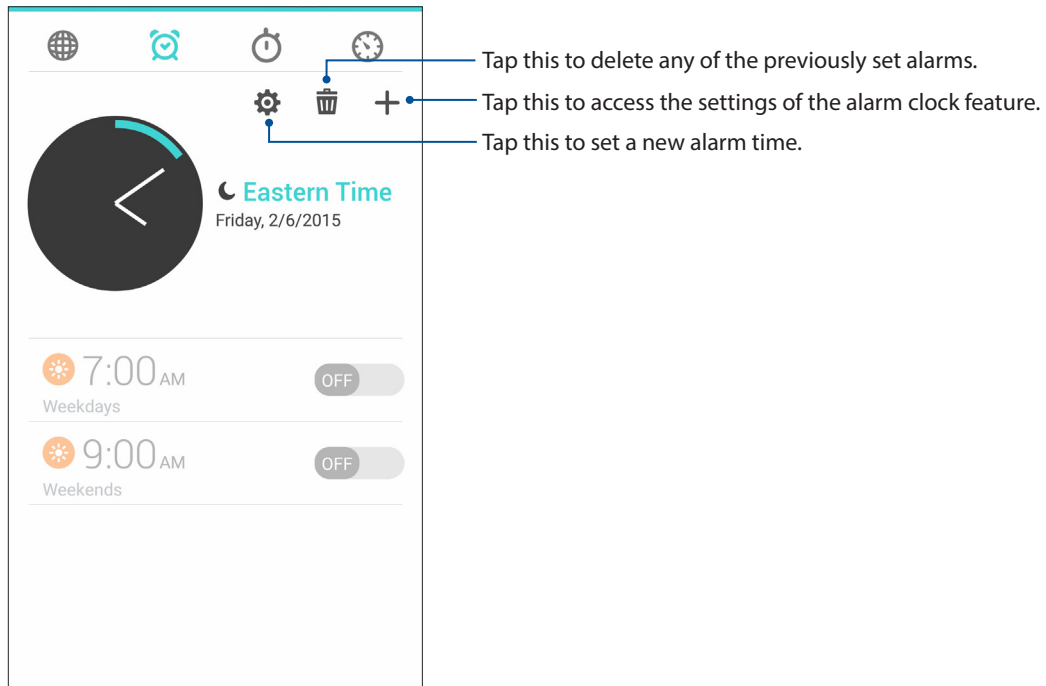 Tap this to delete any of the previously set alarms.
Tap this to access the settings of the alarm clock feature.
Tap this to set a new alarm time.
Eastern Time
Friday, 2/6/2015
7:00 AM
OFF
Weekdays
9:00 AM
OFF
Weekends